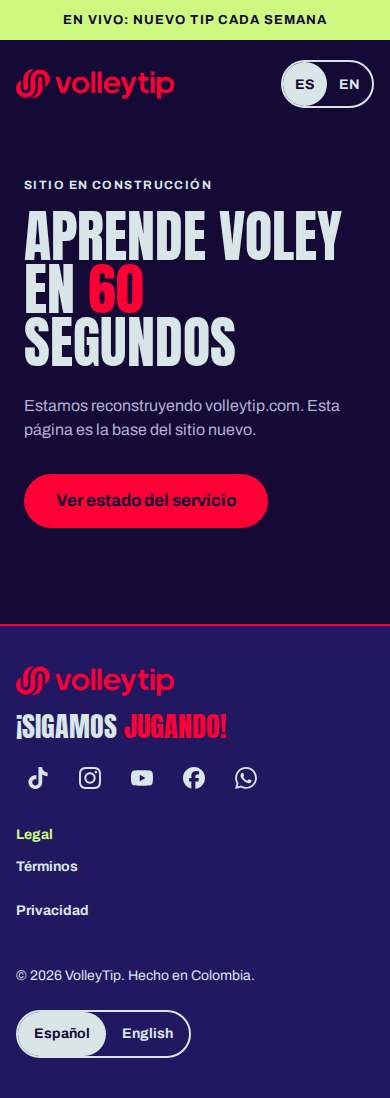 EN VIVO: NUEVO TIP CADA SEMANA
volleytip
ES EN
SITIO EN CONSTRUCCIÓN
APRENDE VOLEY
EN 60
SEGUNDOS
Estamos reconstruyendo volleytip.com. Esta
página es la base del sitio nuevo.
Ver estado del servicio
volleytip
¡SIGAMOS JUGANDO!
Legal
Términos
Privacidad
© 2026 VolleyTip. Hecho en Colombia.
Español English